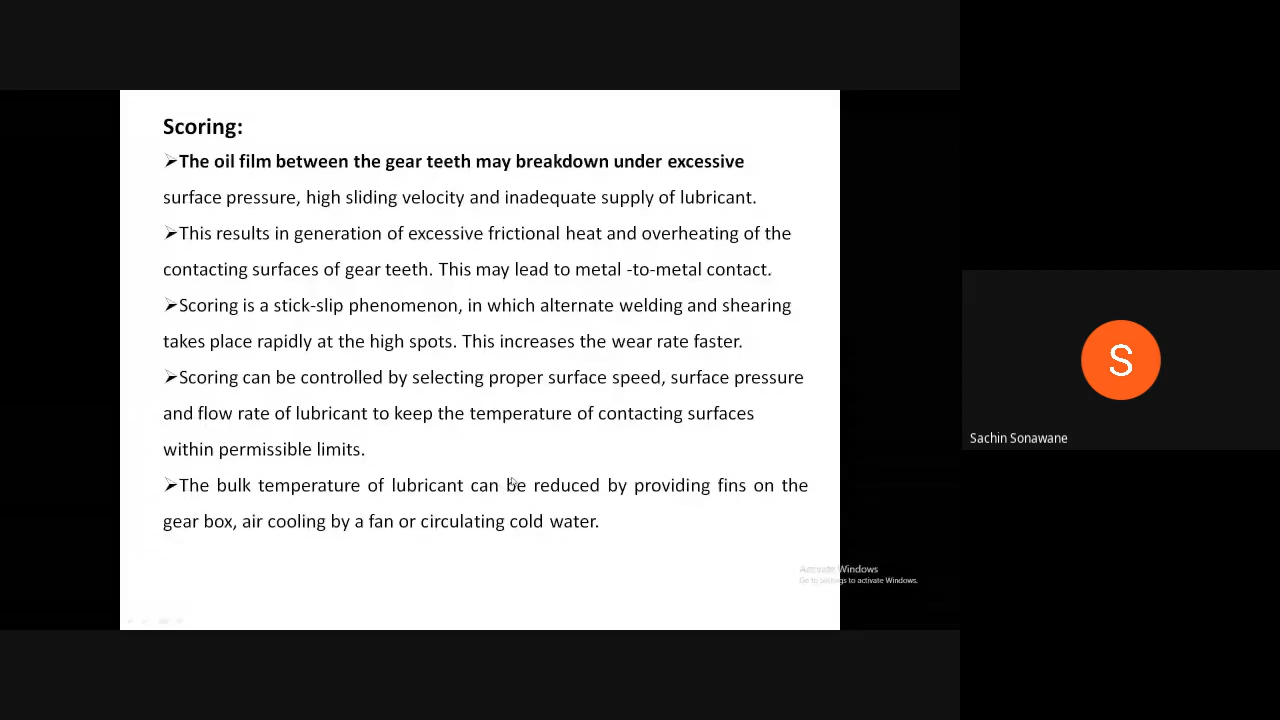 Scoring:
➢The oil film between the gear teeth may breakdown under excessive
surface pressure, high sliding velocity and inadequate supply of lubricant.
➢This results in generation of excessive frictional heat and overheating of the
contacting surfaces of gear teeth. This may lead to metal -to-metal contact.
➢Scoring is a stick-slip phenomenon, in which alternate welding and shearing
takes place rapidly at the high spots. This increases the wear rate faster.
➢Scoring can be controlled by selecting proper surface speed, surface pressure
and flow rate of lubricant to keep the temperature of contacting surfaces
within permissible limits.
➢The bulk temperature of lubricant can be reduced by providing fins on the
gear box, air cooling by a fan or circulating cold water.
Activate Windows
Go to settings to activate Windows.
S
Sachin Sonawane